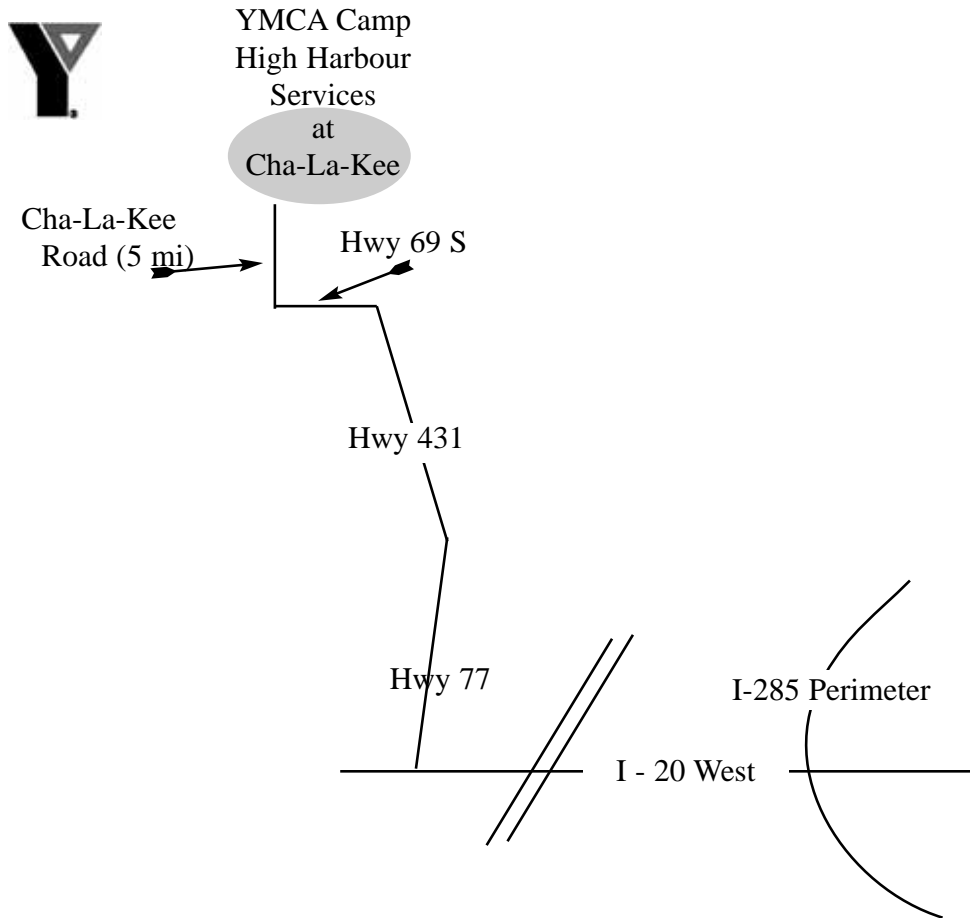 Y
YMCA Camp
High Harbour
Services
at
Cha-La-Kee
Cha-La-Kee
Road (5 mi)
Hwy 69 S
Hwy 431
Hwy 77
I-285 Perimeter
I - 20 West